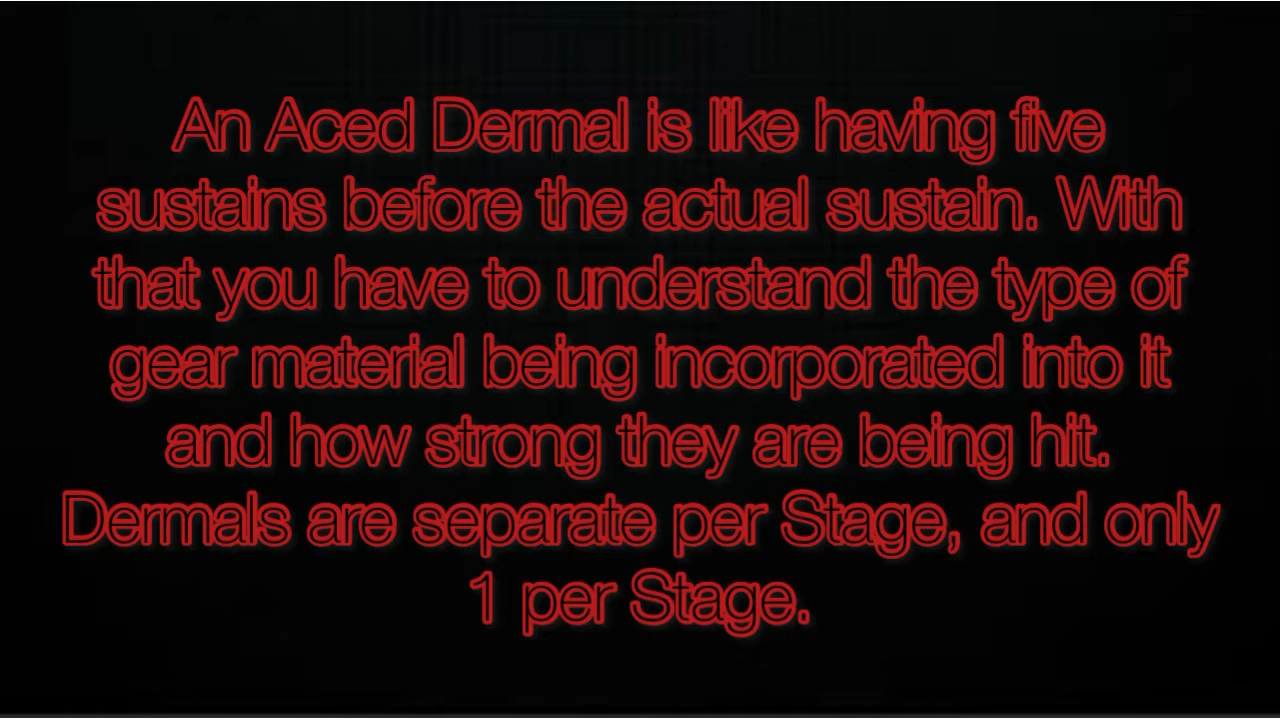 An Aced Dermal is like having five
sustains before the actual sustain. With
that you have to understand the type of
gear material being incorporated into it
and how strong they are being hit.
Dermals are separate per Stage, and only
1 per Stage.